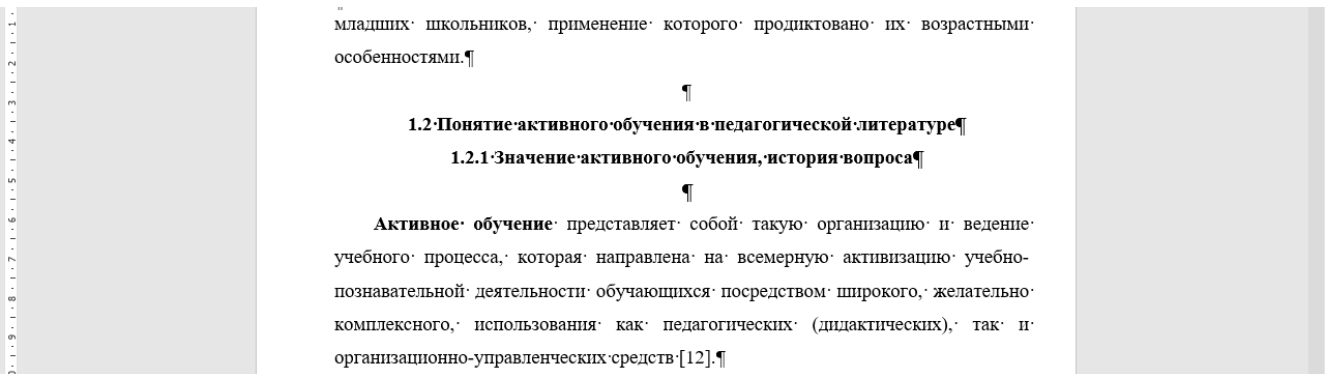 младших школьников, применение которого продиктовано их возрастными
особенностями.¶
¶
1.2 Понятие активного обучения в педагогической литературе¶
1.2.1 Значение активного обучения, история вопроса¶
¶
Активное обучение представляет собой такую организацию и ведение
учебного процесса, которая направлена на всемерную активизацию учебно-
познавательной деятельности обучающихся посредством широкого, желательно
комплексного, использования как педагогических (дидактических), так и
организационно-управленческих средств [12].¶